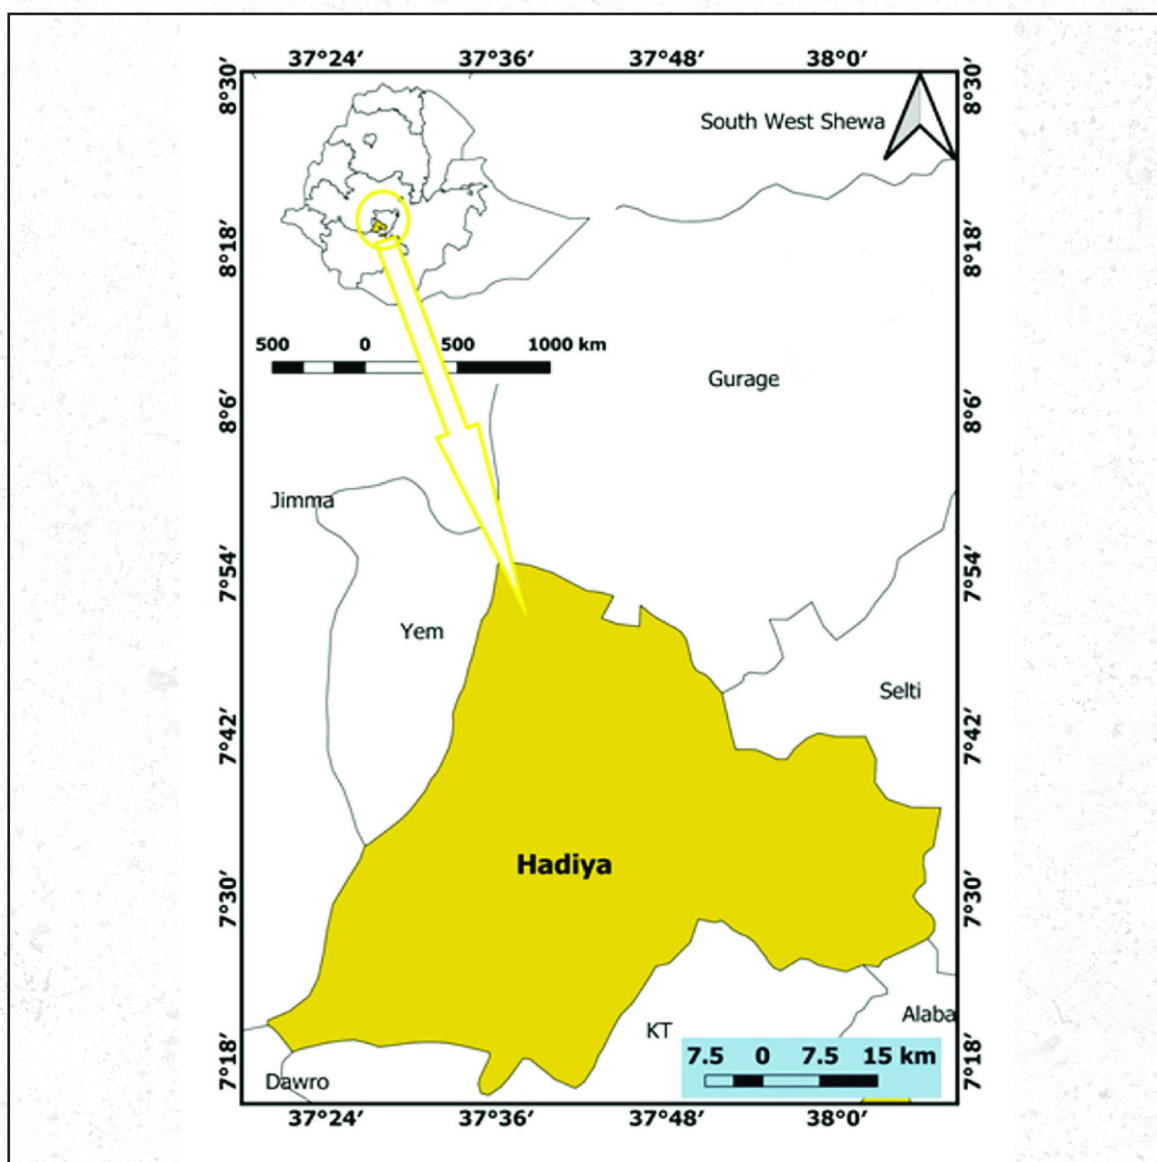 37°24′ 37°36′ 37°48′ 38°0′
8°30′ 8°30′
South West Shewa
8°18′ 8°18′
500 0 500 1000 km
Gurage
8°6′ 8°6′
Jimma
7°54′ 7°54′
Yem
Selti
7°42′ 7°42′
Hadiya
7°30′ 7°30′
Alaba
KT
7.5 0 7.5 15 km
7°18′ 7°18′
Dawro
37°24′ 37°36′ 37°48′ 38°0′